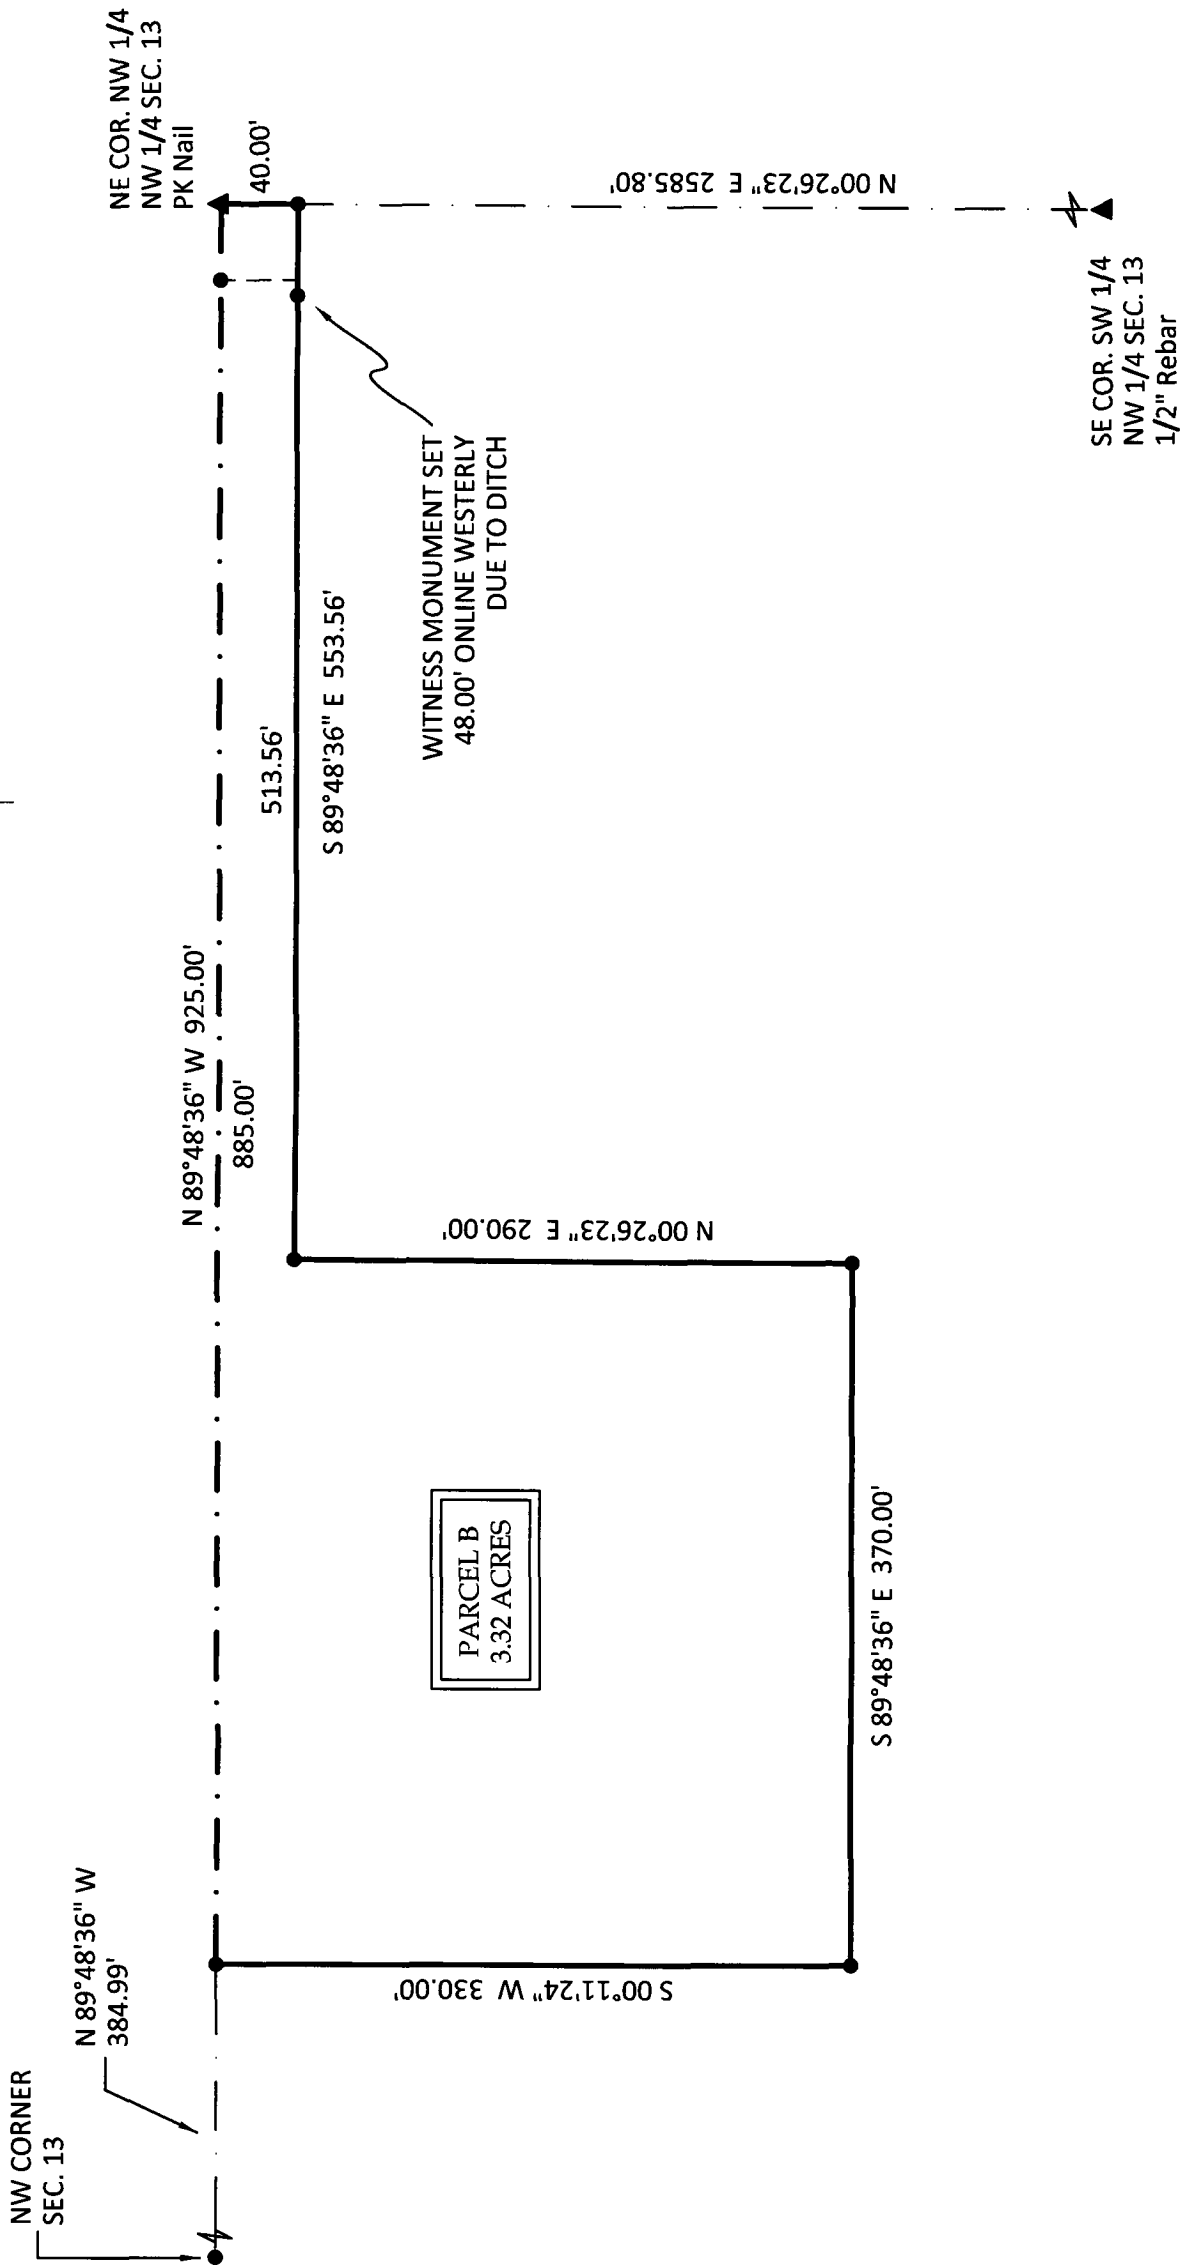 NW CORNER
SEC. 13
N 89°48'36" W
384.99'
N 89°48'36" W 925.00'
885.00'
NE COR. NW 1/4
NW 1/4 SEC. 13
PK Nail
40.00'
513.56'
S 89°48'36" E 553.56'
WITNESS MONUMENT SET
48.00' ONLINE WESTERLY
DUE TO DITCH
N 00°26'23" E 2585.80'
SE COR. SW 1/4
NW 1/4 SEC. 13
1/2" Rebar
N 00°26'23" E 290.00'
PARCEL B
3.32 ACRES
S 00°11'24" W 330.00'
S 89°48'36" E 370.00'